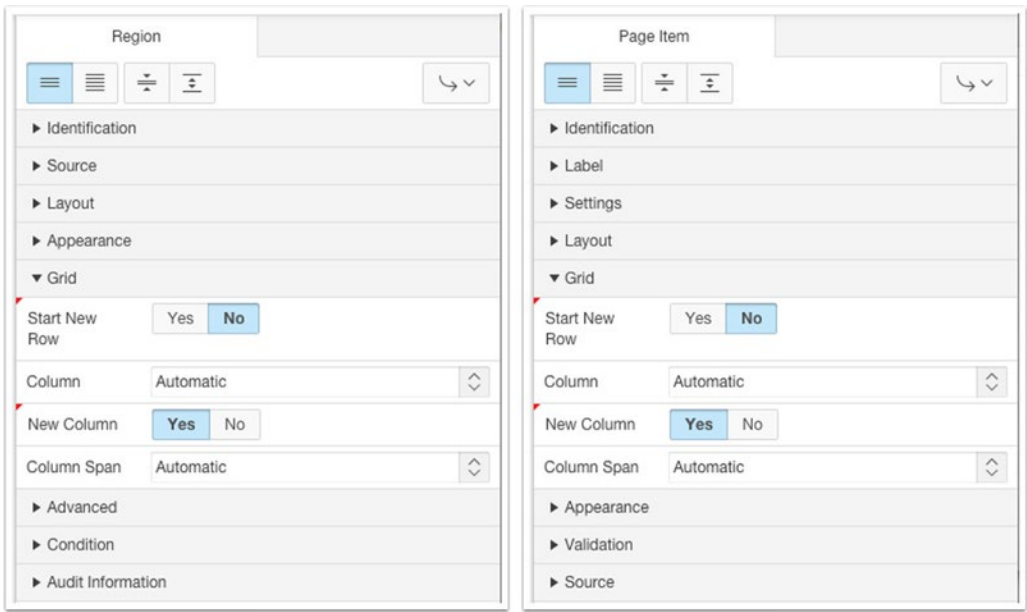 Region
Identification
Source
Layout
Appearance
Grid
Start New
Row
Yes No
Column
Automatic
New Column
Yes No
Column Span
Automatic
Advanced
Condition
Audit Information
Page Item
Identification
Label
Settings
Layout
Grid
Start New
Row
Yes No
Column
Automatic
New Column
Yes No
Column Span
Automatic
Appearance
Validation
Source